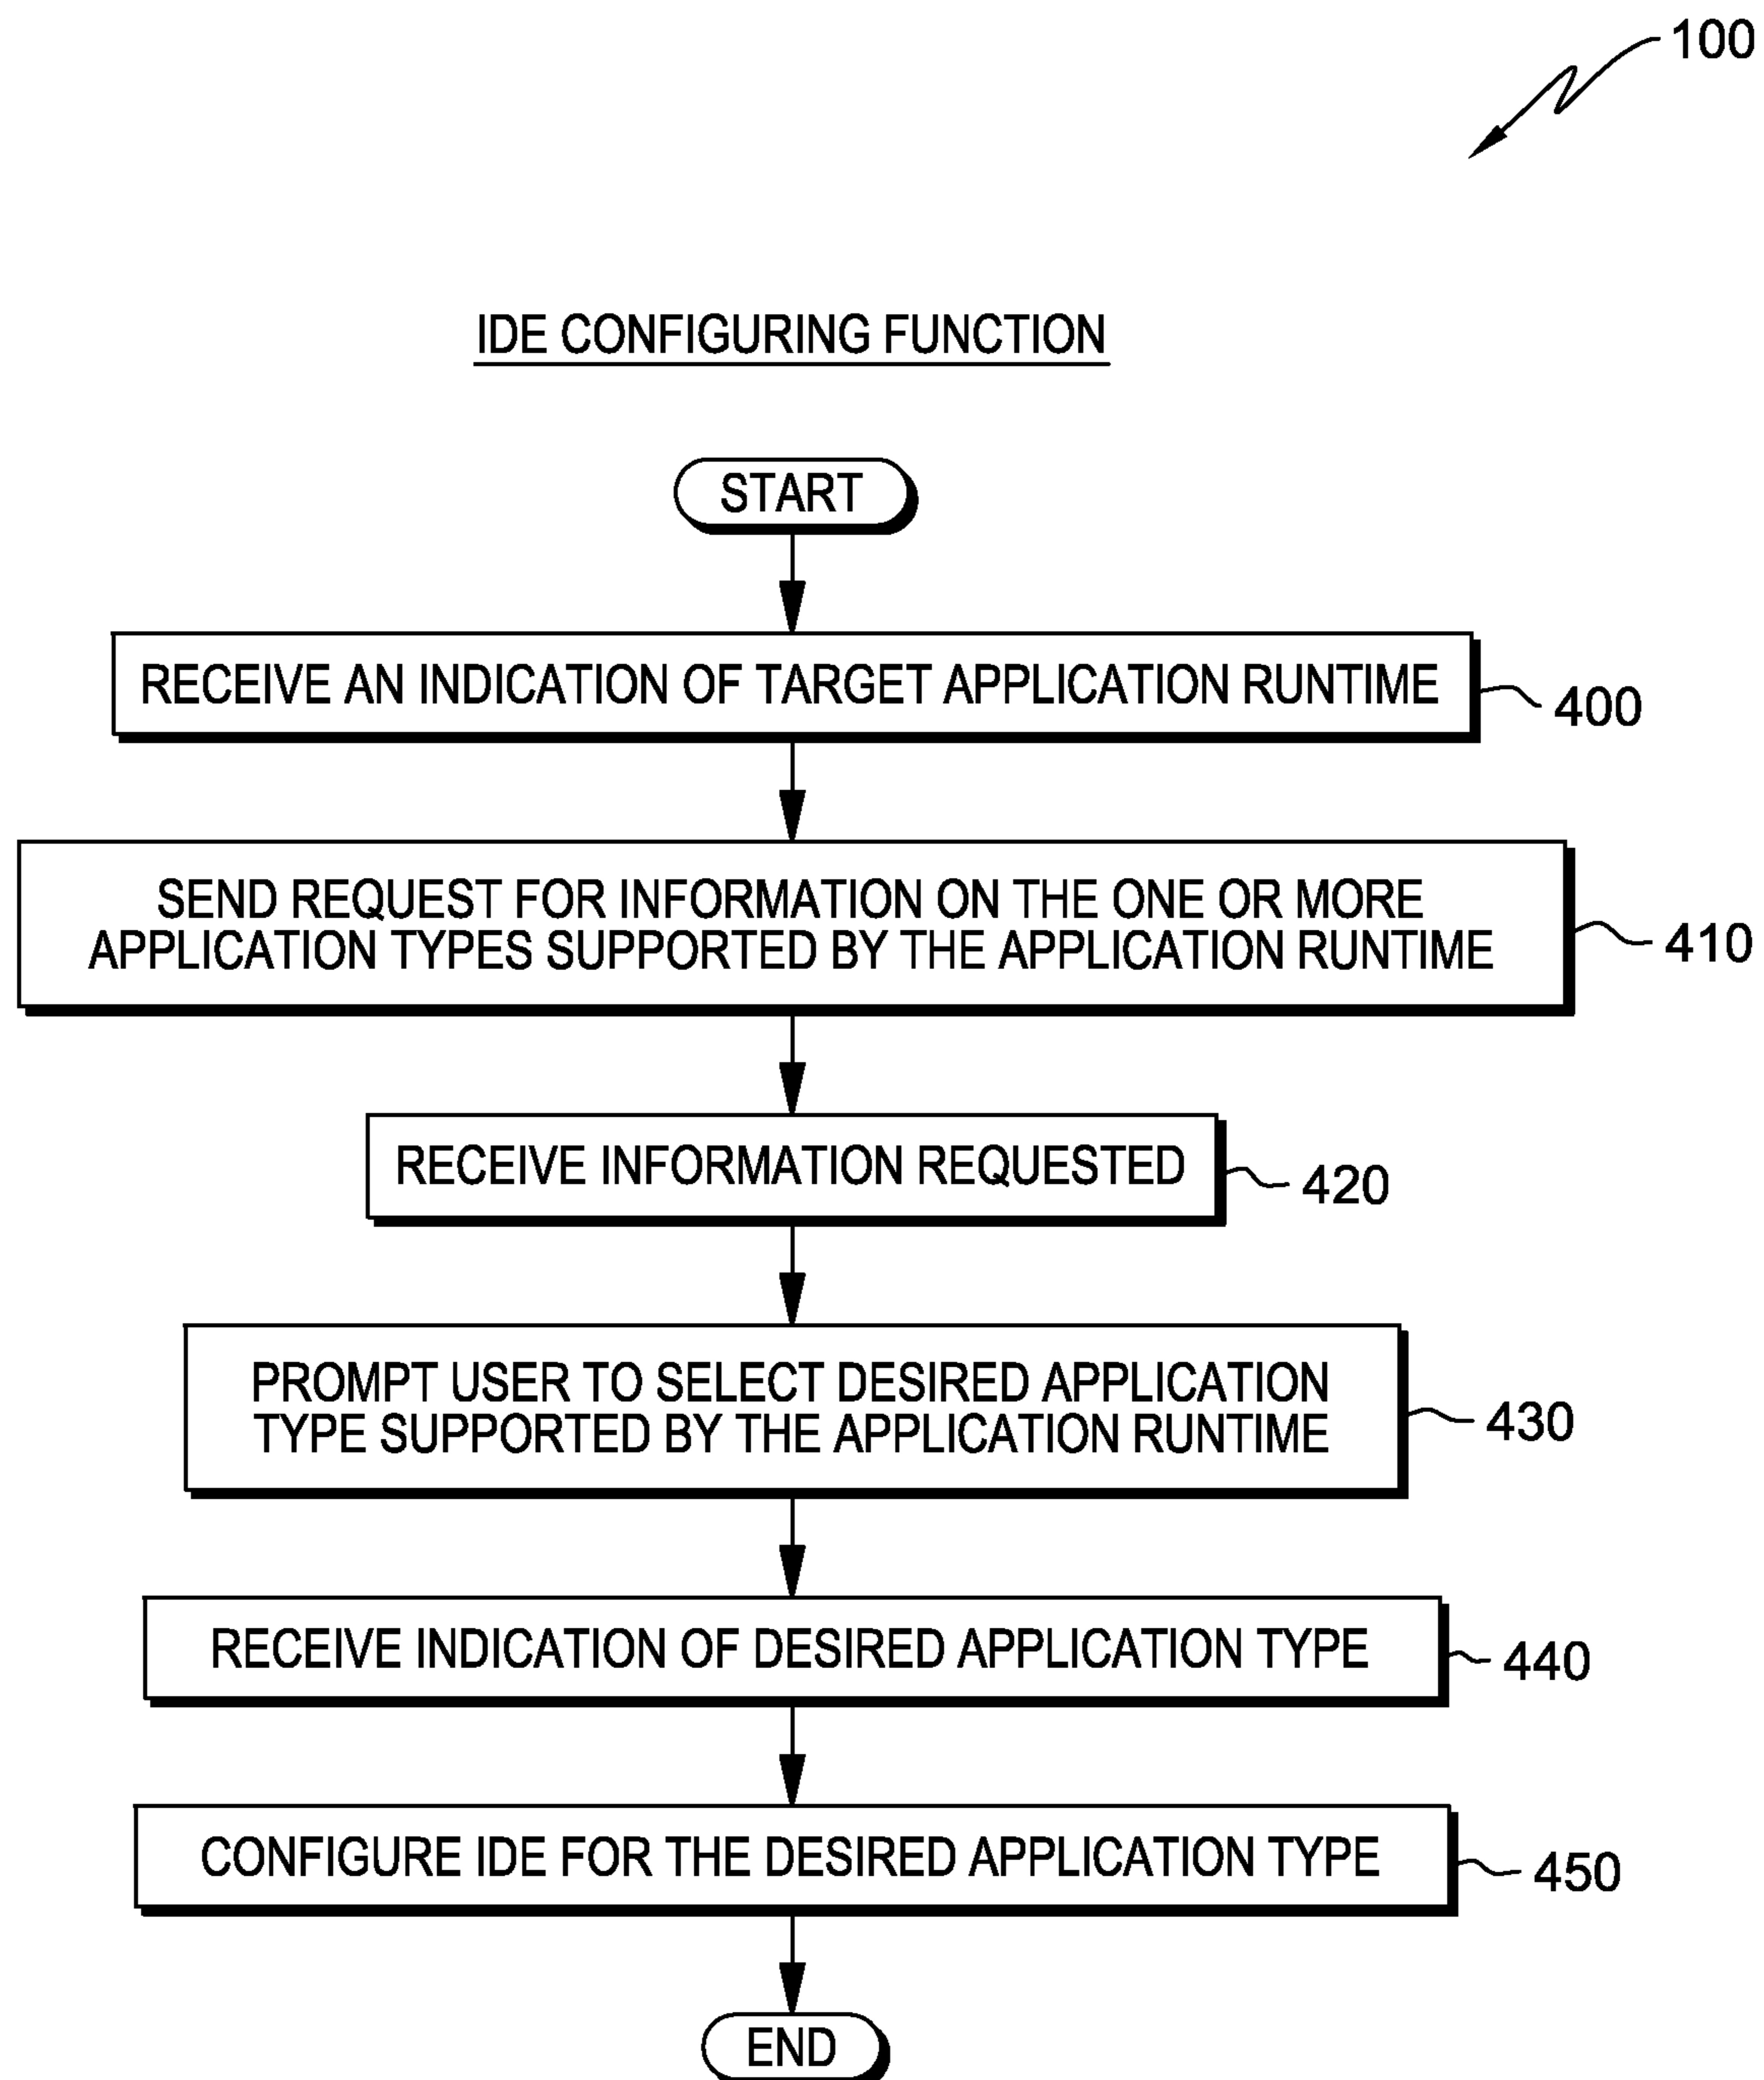 100
IDE CONFIGURING FUNCTION
START
RECEIVE AN INDICATION OF TARGET APPLICATION RUNTIME
400
SEND REQUEST FOR INFORMATION ON THE ONE OR MORE
APPLICATION TYPES SUPPORTED BY THE APPLICATION RUNTIME
410
RECEIVE INFORMATION REQUESTED
420
PROMPT USER TO SELECT DESIRED APPLICATION
TYPE SUPPORTED BY THE APPLICATION RUNTIME
430
RECEIVE INDICATION OF DESIRED APPLICATION TYPE
440
CONFIGURE IDE FOR THE DESIRED APPLICATION TYPE
450
END